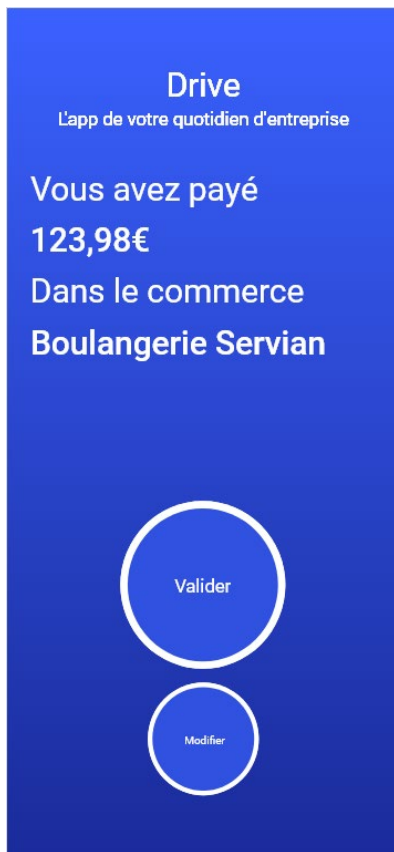 Drive
L'app de votre quotidien d'entreprise
Vous avez payé
123,98€
Dans le commerce
Boulangerie Servian
Valider
Modifier